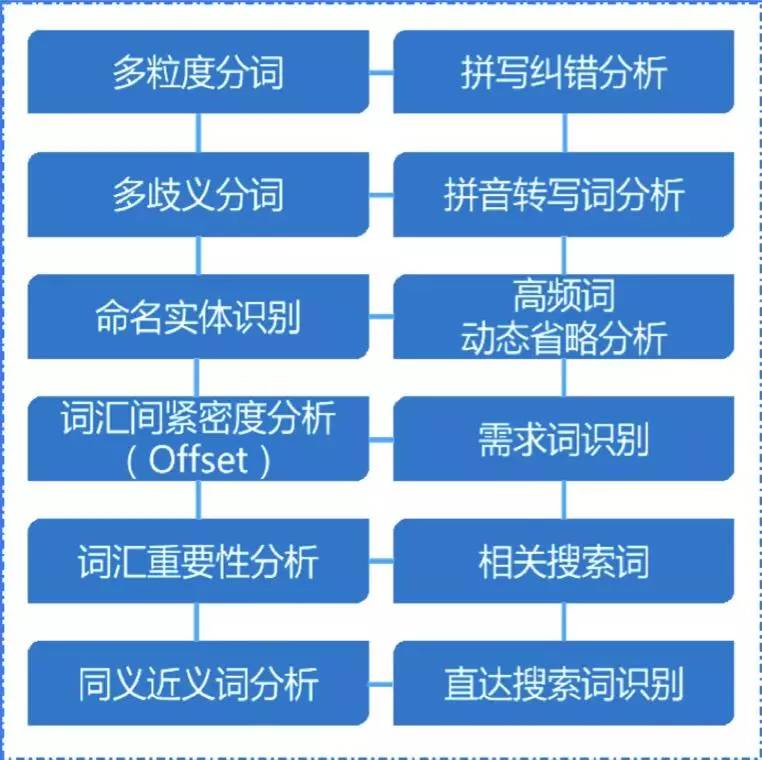 多粒度分词
拼写纠错分析
多歧义分词
拼音转写词分析
命名实体识别
高频词
动态省略分析
词汇间紧密度分析
（Offset）
需求词识别
词汇重要性分析
相关搜索词
同义近义词分析
直达搜索词识别